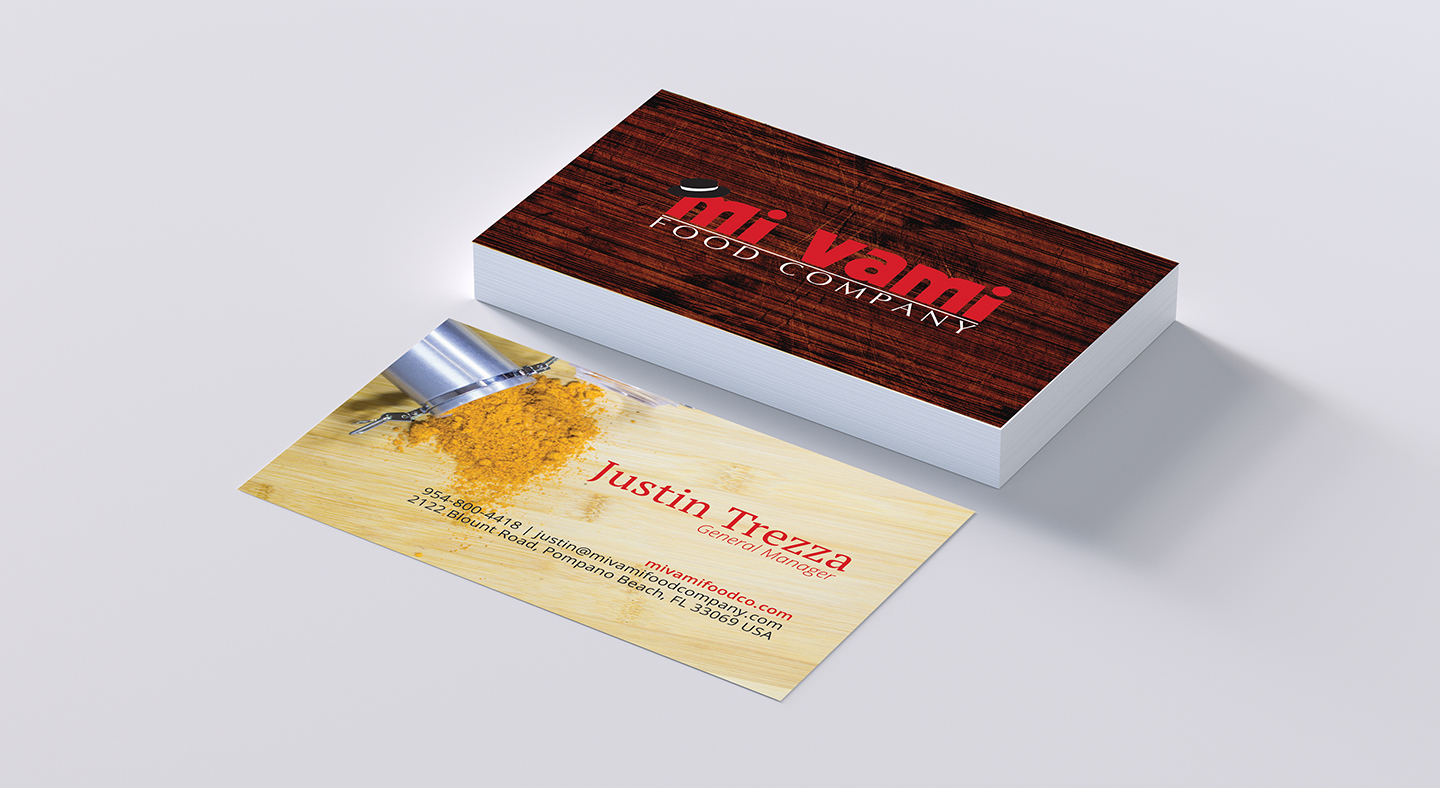 mi vami
FOOD COMPANY
Justin Trezza
General Manager
mivamifoodco.com
954-800-4418 | justin@mivamifoodcompany.com
2122 Blount Road, Pompano Beach, FL 33069 USA